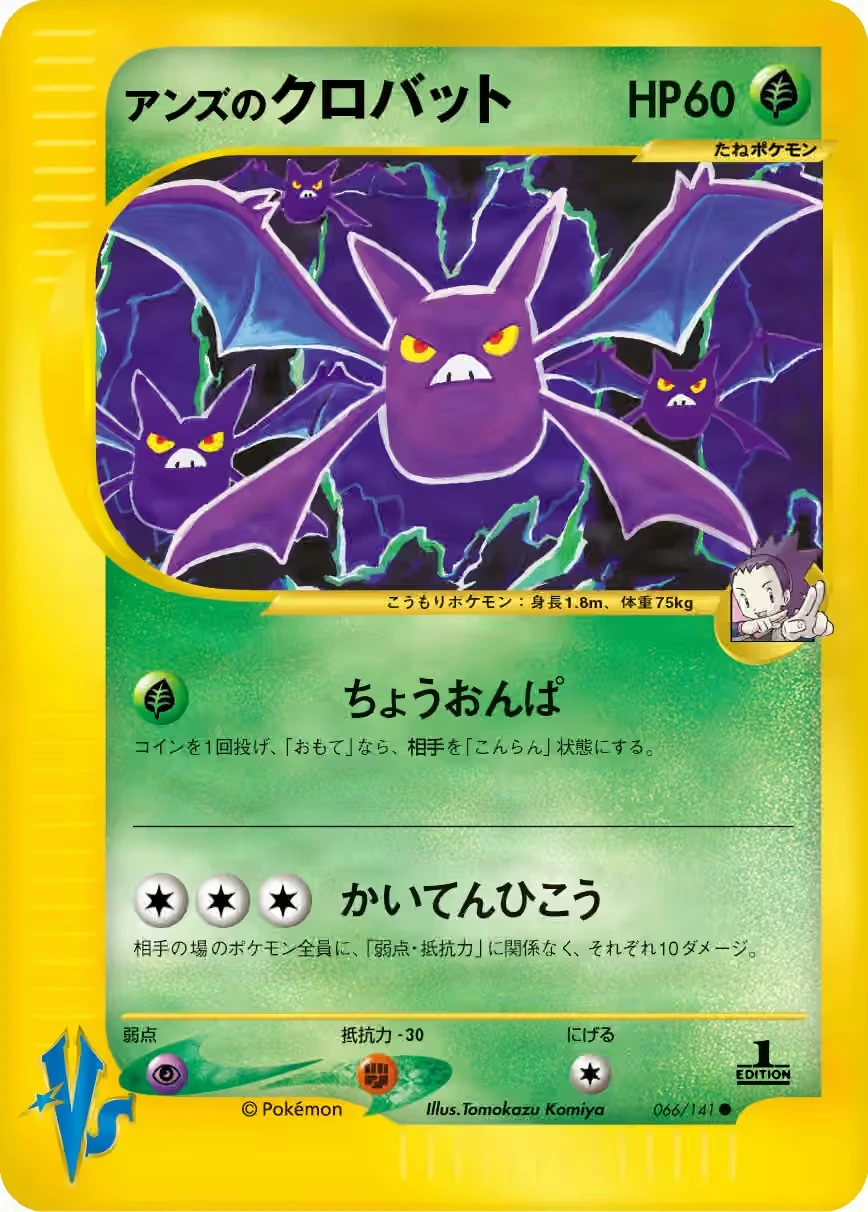 アンズのクロバット HP60
たねポケモン
こうもりポケモン：身長1.8m、体重75kg
ちょうおんぱ
コインを1回投げ、「おもて」なら、相手を「こんらん」状態にする。
かいてんひこう
相手の場のポケモン全員に、「弱点・抵抗力」に関係なく、それぞれ10ダメージ。
弱点 抵抗力 -30 にげる
1
EDITION
VS
© Pokémon Illus.Tomokazu Komiya 066/141●